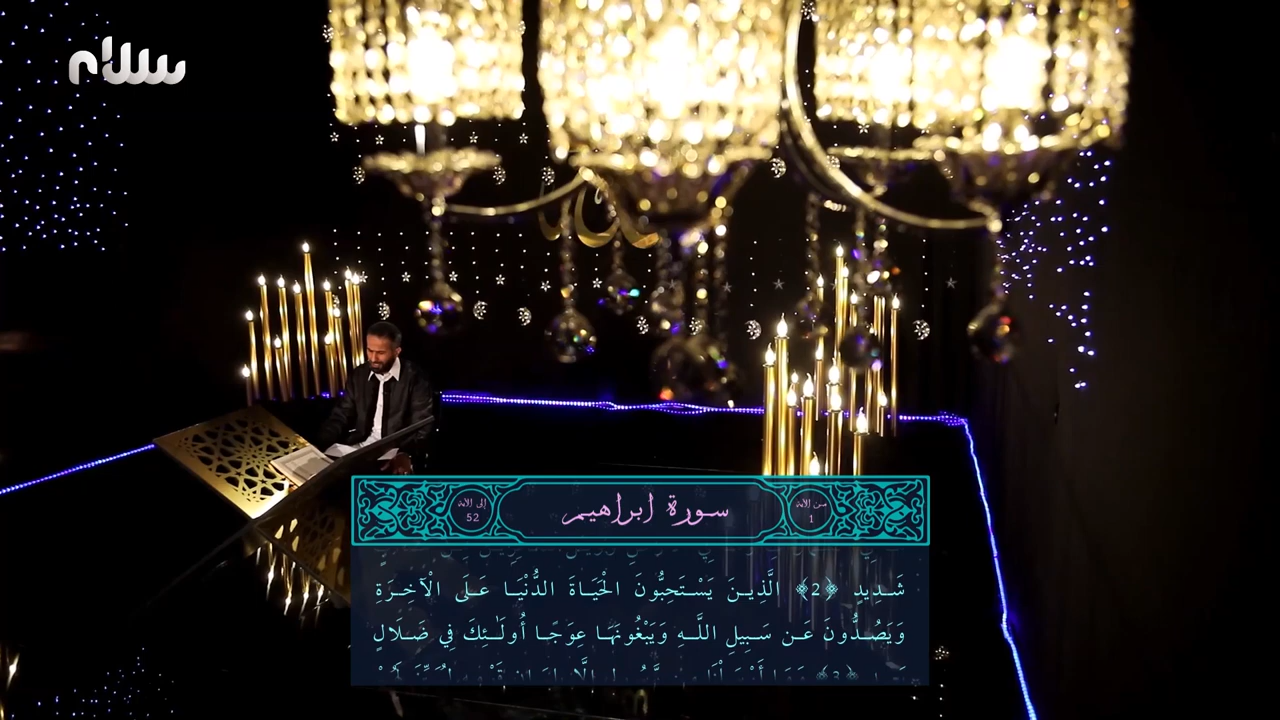 سلام
سورة ابراهيم
من الآية
1
إلى الآية
52
شَدِيدٍ ﴿2﴾ الَّذِينَ يَسْتَحِبُّونَ الْحَيَاةَ الدُّنْيَا عَلَى الْآخِرَةِ
وَيَصُدُّونَ عَن سَبِيلِ اللَّهِ وَيَبْغُونَهَا عِوَجًا أُولَٰئِكَ فِي ضَلَالٍ